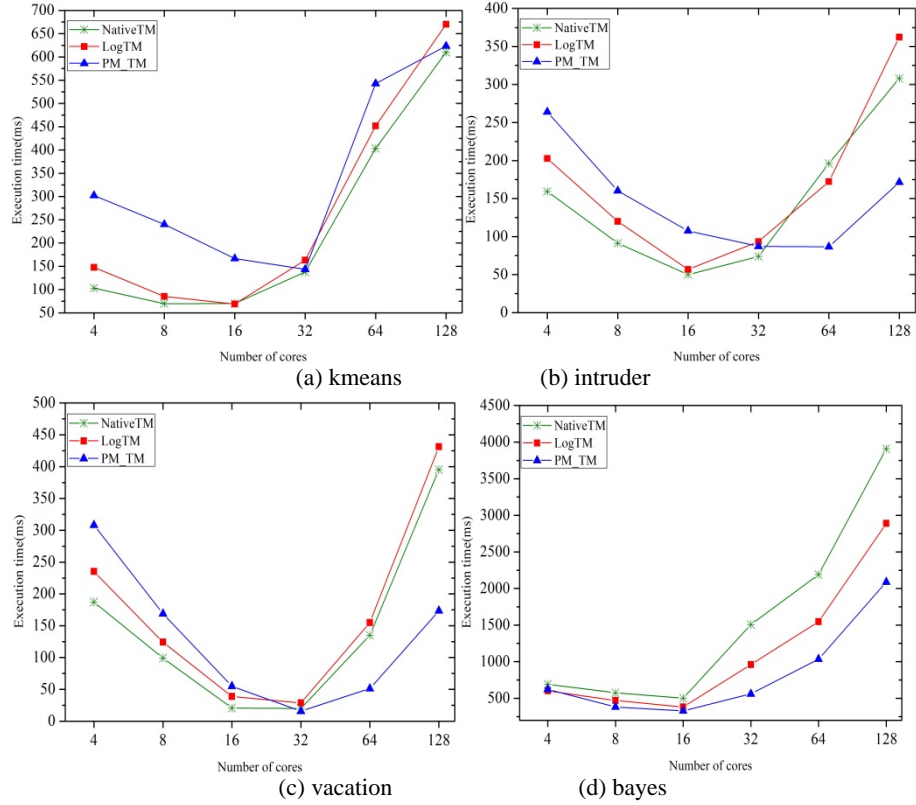 NativeTM
LogTM
PM_TM
700
650
600
550
500
450
400
350
300
250
200
150
100
50
Execution time(ms)
4 8 16 32 64 128
Number of cores
(a) kmeans
NativeTM
LogTM
PM_TM
400
350
300
250
200
150
100
50
0
Execution time(ms)
4 8 16 32 64 128
Number of cores
(b) intruder
NativeTM
LogTM
PM_TM
500
450
400
350
300
250
200
150
100
50
0
Execution time(ms)
4 8 16 32 64 128
Number of cores
(c) vacation
NativeTM
LogTM
PM_TM
4500
4000
3500
3000
2500
2000
1500
1000
500
Execution time(ms)
4 8 16 32 64 128
Number of cores
(d) bayes